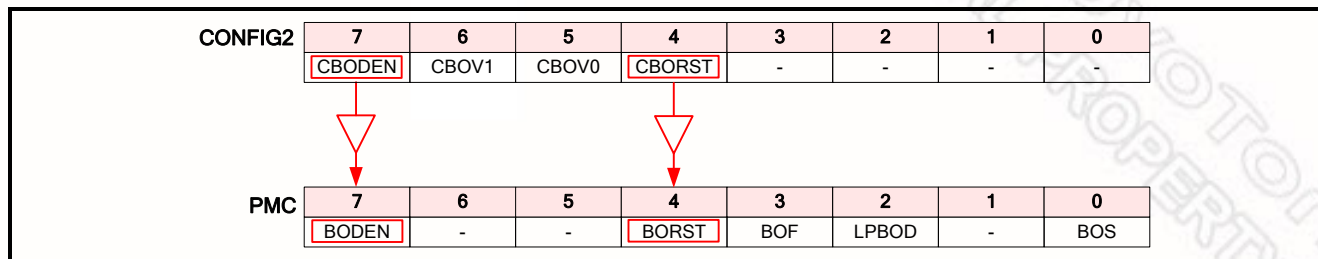 CONFIG2 7 6 5 4 3 2 1 0
CBODEN CBOV1 CBOV0 CBORST - - - -
PMC 7 6 5 4 3 2 1 0
BODEN - - BORST BOF LPBOD - BOS